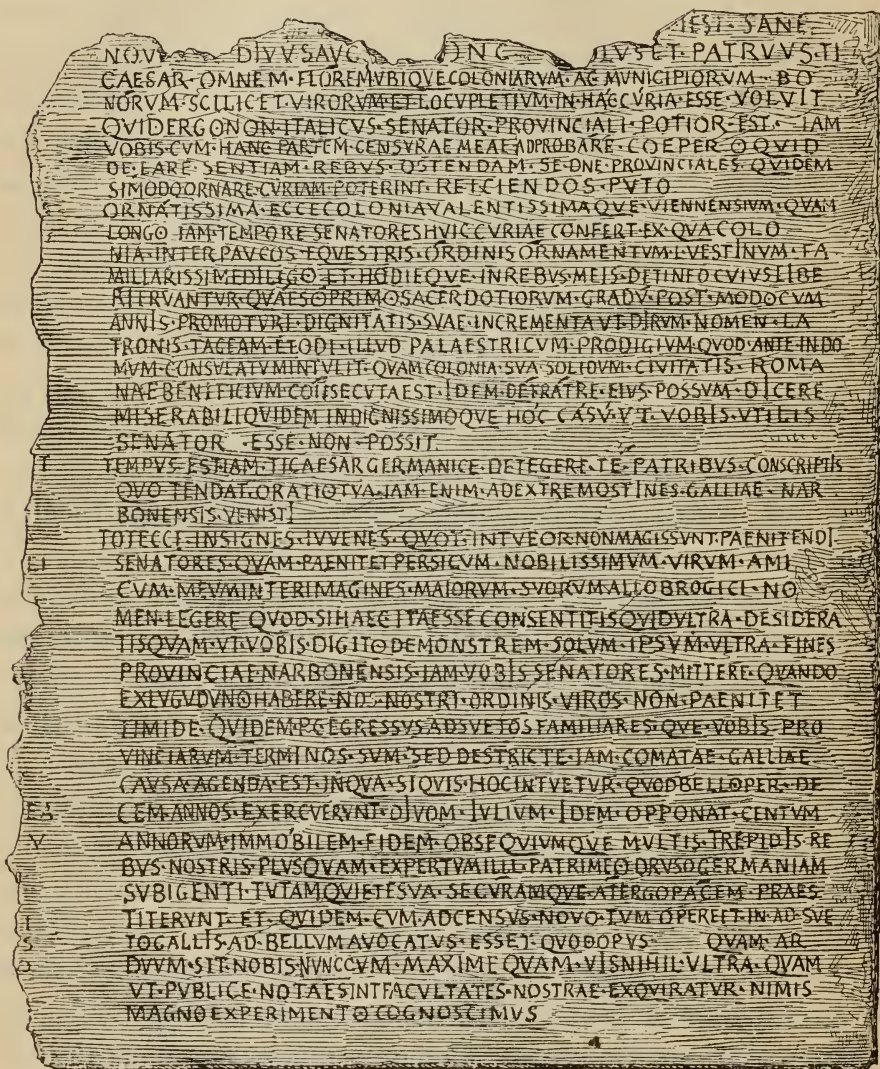 IEST · SANE
NOV DIVVS AVG ONC LVS ET · PATRVVS · TI
CAESAR · OMNEM · FLOREM VBIQVE COLONIARVM · AC MVNICIPIORVM · BO
NORVM · SCILICET · VIRORVM · ET · LOCVPLETIVM · IN · HAC CVRIA · ESSE · VOLVIT
QVID ERGO NON · ITALICVS · SENATOR · PROVINCIALI · POTIOR · EST · IAM
VOBIS · CVM · HANC PARTEM · CENSVRAE MEAE · ADPROBARE · COEPERO QVID
DE · EA RE · SENTIAM · REBVS · OSTENDAM · SE · DNE PROVINCIALES · QVIDEM
SI MODO ORNARE · CVRIAM · POTERINT · REICIENDOS · PVTO
ORNATISSIMA · ECCE COLONIA VALENTISSIMAQVE · VIENNENSIVM · QVAM
LONGO IAM · TEMPORE SENATORES HVIC CVRIAE CONFERT · EX QVA COLO
NIA · INTER PAVCOS · EQVESTRIS · ORDINIS ORNAMENTVM · L VESTINVM · FA
MILIARISSIME DILIGO · ET · HODIEQVE · IN REBVS · MEIS · DETINEO CVIVS LIBE
RI FRVANTVR · QVAESO PRIMO SACERDOTIORVM · GRADV · POST · MODO CVM
ANNIS · PROMOTVRI · DIGNITATIS · SVAE · INCREMENTA VT · DIRVM · NOMEN · LA
TRONIS · TACEAM · ET ODI · ILLVD PALAESTRICVM · PRODIGIVM · QVOD · ANTE · IN DO
MVM · CONSVLATVM INTVLIT · QVAM COLONIA · SVA SOLIDVM · CIVITATIS · ROMA
NAE BENIFICIVM · CONSECVTA EST · IDEM · DE FRATRE · EIVS · POSSVM · DICERE
MISERABILI QVIDEM INDIGNISSIMOQVE HOC CASV · VT · VOBIS · VTILIS
SENATOR ESSE · NON · POSSIT
T TEMPVS · EST IAM · TI CAESAR GERMANICE · DETEGERE · TE · PATRIBVS · CONSCRIPTIS
QVO TENDAT · ORATIO TVA · IAM · ENIM · AD EXTREMOS FINES · GALLIAE · NAR
BONENSIS · VENISTI
TOT ECCE · INSIGNES · IVVENES · QVOT · INTVEOR NON MAGIS SVNT · PAENITENDI
EI SENATORES · QVAM · PAENITET PERSICVM · NOBILISSIMVM · VIRVM · AMI
CVM · MEVM INTER IMAGINES · MAIORVM · SVORVM ALLOBROGICI · NO
MEN · LEGERE QVOD · SI HAEC ITA ESSE CONSENTITIS QVID VLTRA · DESIDERA
TIS QVAM · VT · VOBIS · DIGITO DEMONSTREM · SOLVM · IPSVM · VLTRA · FINES
PROVINCIAE NARBONENSIS · IAM · VOBIS SENATORES · MITTERE · QVANDO
EX LVGVDVNO HABERE · NOS · NOSTRI · ORDINIS · VIROS · NON · PAENITET
TIMIDE · QVIDEM · P C EGRESSVS AD SVETOS FAMILIARES QVE · VOBIS · PRO
VINCIARVM · TERMINOS · SVM · SED DESTRICTE · IAM · COMATAE · GALLIAE
CAVSA · AGENDA · EST · IN QVA · SI QVIS · HOC INTVETVR · QVOD BELLO PER · DE
EA CEM · ANNOS · EXERCVERVNT · DIVOM · IVLIVM · IDEM · OPPONAT · CENTVM
V ANNORVM · IMMOBILEM · FIDEM · OBSEQVIVMQVE MVLTIS · TREPIDIS · RE
BVS · NOSTRIS · PLVS QVAM · EXPERTVM ILLI · PATRI MEO DRVSO GERMANIAM
SVBIGENTI · TVTAM QVIETE SVA · SECVRAMQVE · A TERGO PACEM PRAES
I TITERVNT · ET · QVIDEM · CVM · AD CENSVS · NOVO · TVM OPERE ET · IN AD SVE
S TO GALLIS · AD · BELLVM AVOCATVS · ESSET QVOD OPVS QVAM · AR
DVVM · SIT · NOBIS · NVNC CVM · MAXIME QVAM · VIS NIHIL · VLTRA · QVAM
VT · PVBLICE · NOTAE SINT FACVLTATES · NOSTRAE · EXQVIRATVR · NIMIS
MAGNO EXPERIMENTO COGNOSCIMVS